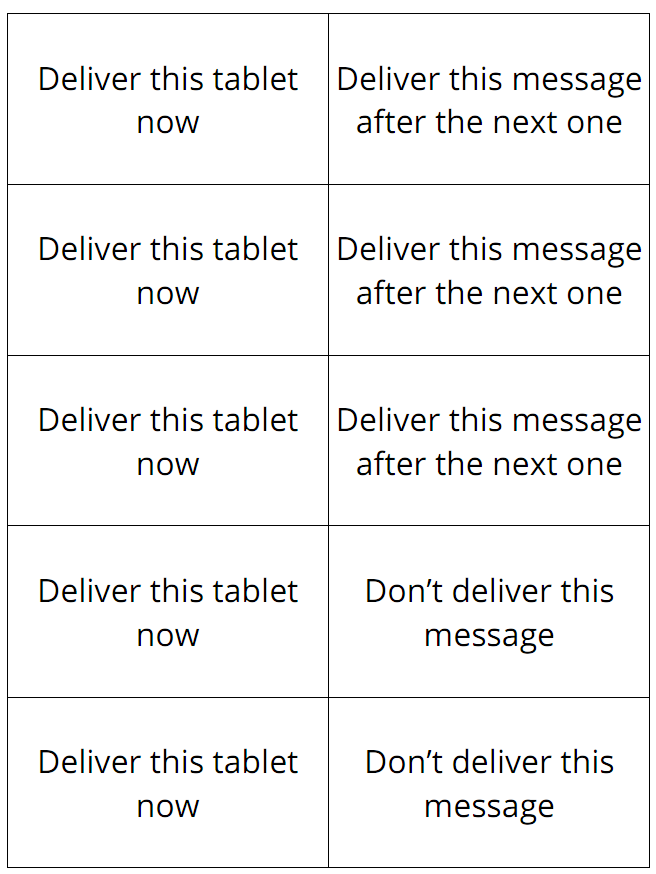 Deliver this tablet
now
Deliver this message
after the next one
Deliver this tablet
now
Deliver this message
after the next one
Deliver this tablet
now
Deliver this message
after the next one
Deliver this tablet
now
Don’t deliver this
message
Deliver this tablet
now
Don’t deliver this
message